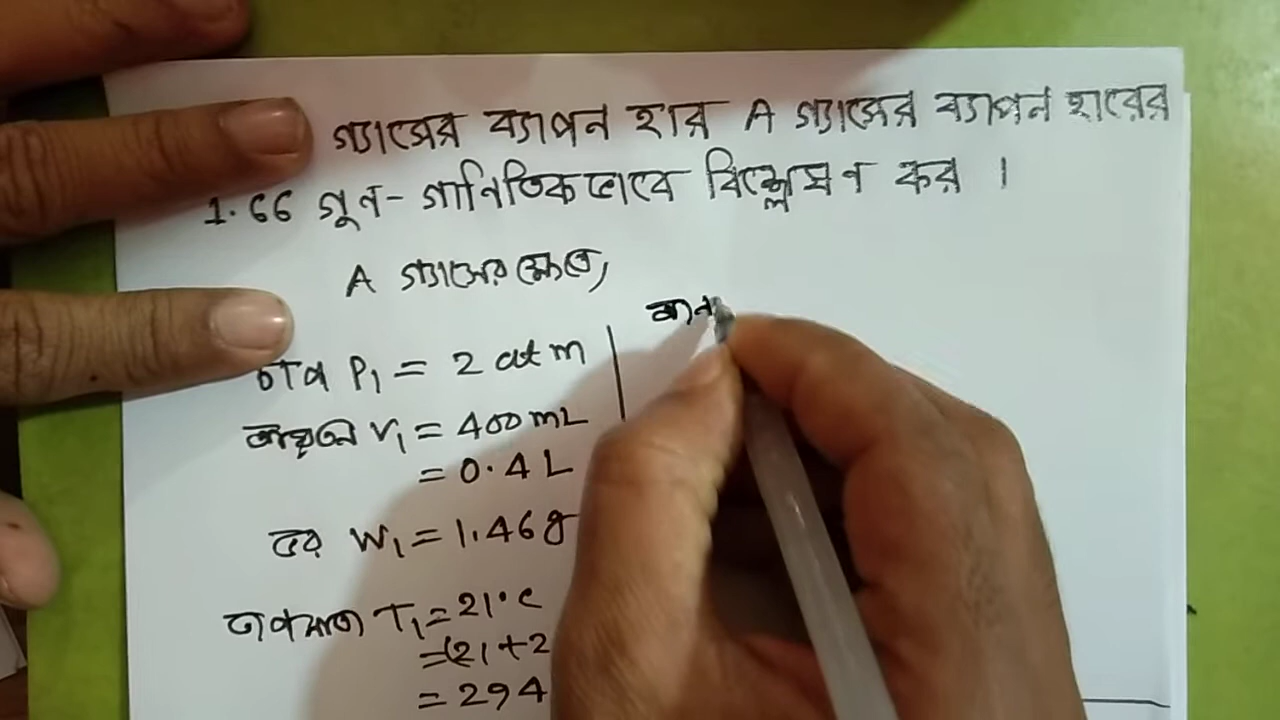 গ্যাসের ব্যাপন হার A গ্যাসের ব্যাপন হারের
1.66 গুন- গানিতিকভাবে বিশ্লেষন কর ।
A গ্যাসের ক্ষেত্রে,
চাপ P₁ = 2 atm
আয়তন V₁ = 400 mL
= 0.4 L
ভর W₁ = 1.46 g
তাপমাত্রা T₁ = 21°C
= (21 + 2
= 294